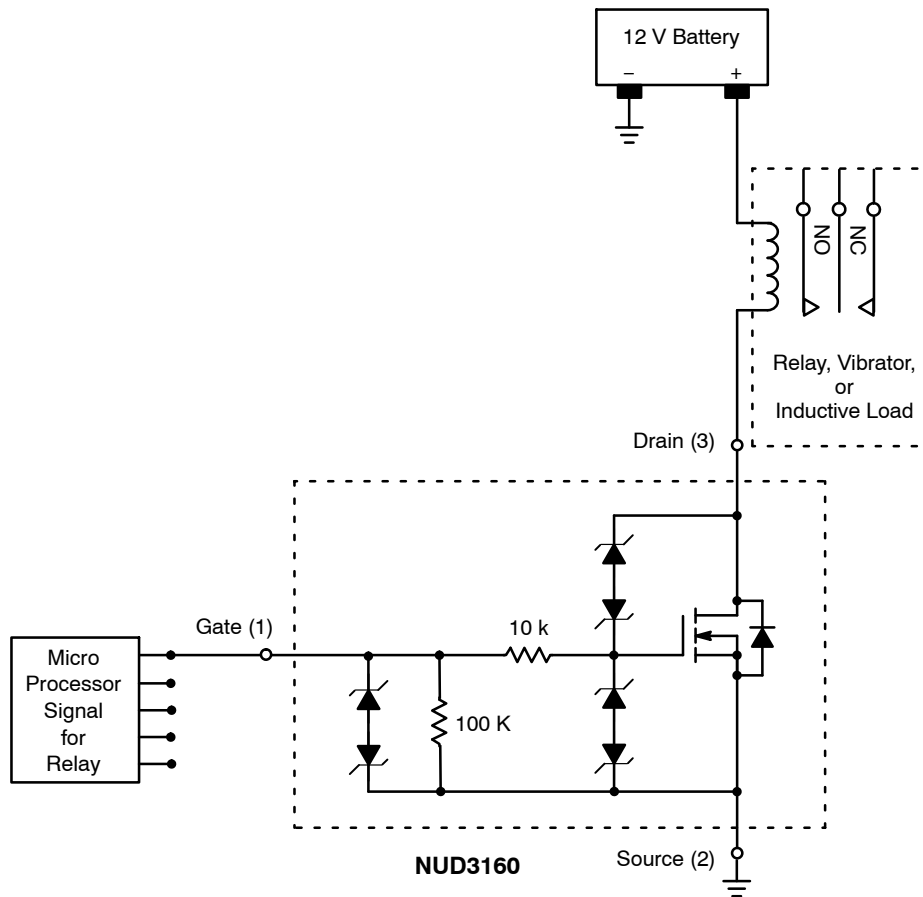 12 V Battery
– +
NO
NC
Relay, Vibrator,
or
Inductive Load
Drain (3)
Gate (1)
10 k
Micro
Processor
Signal
for
Relay
100 K
Source (2)
NUD3160